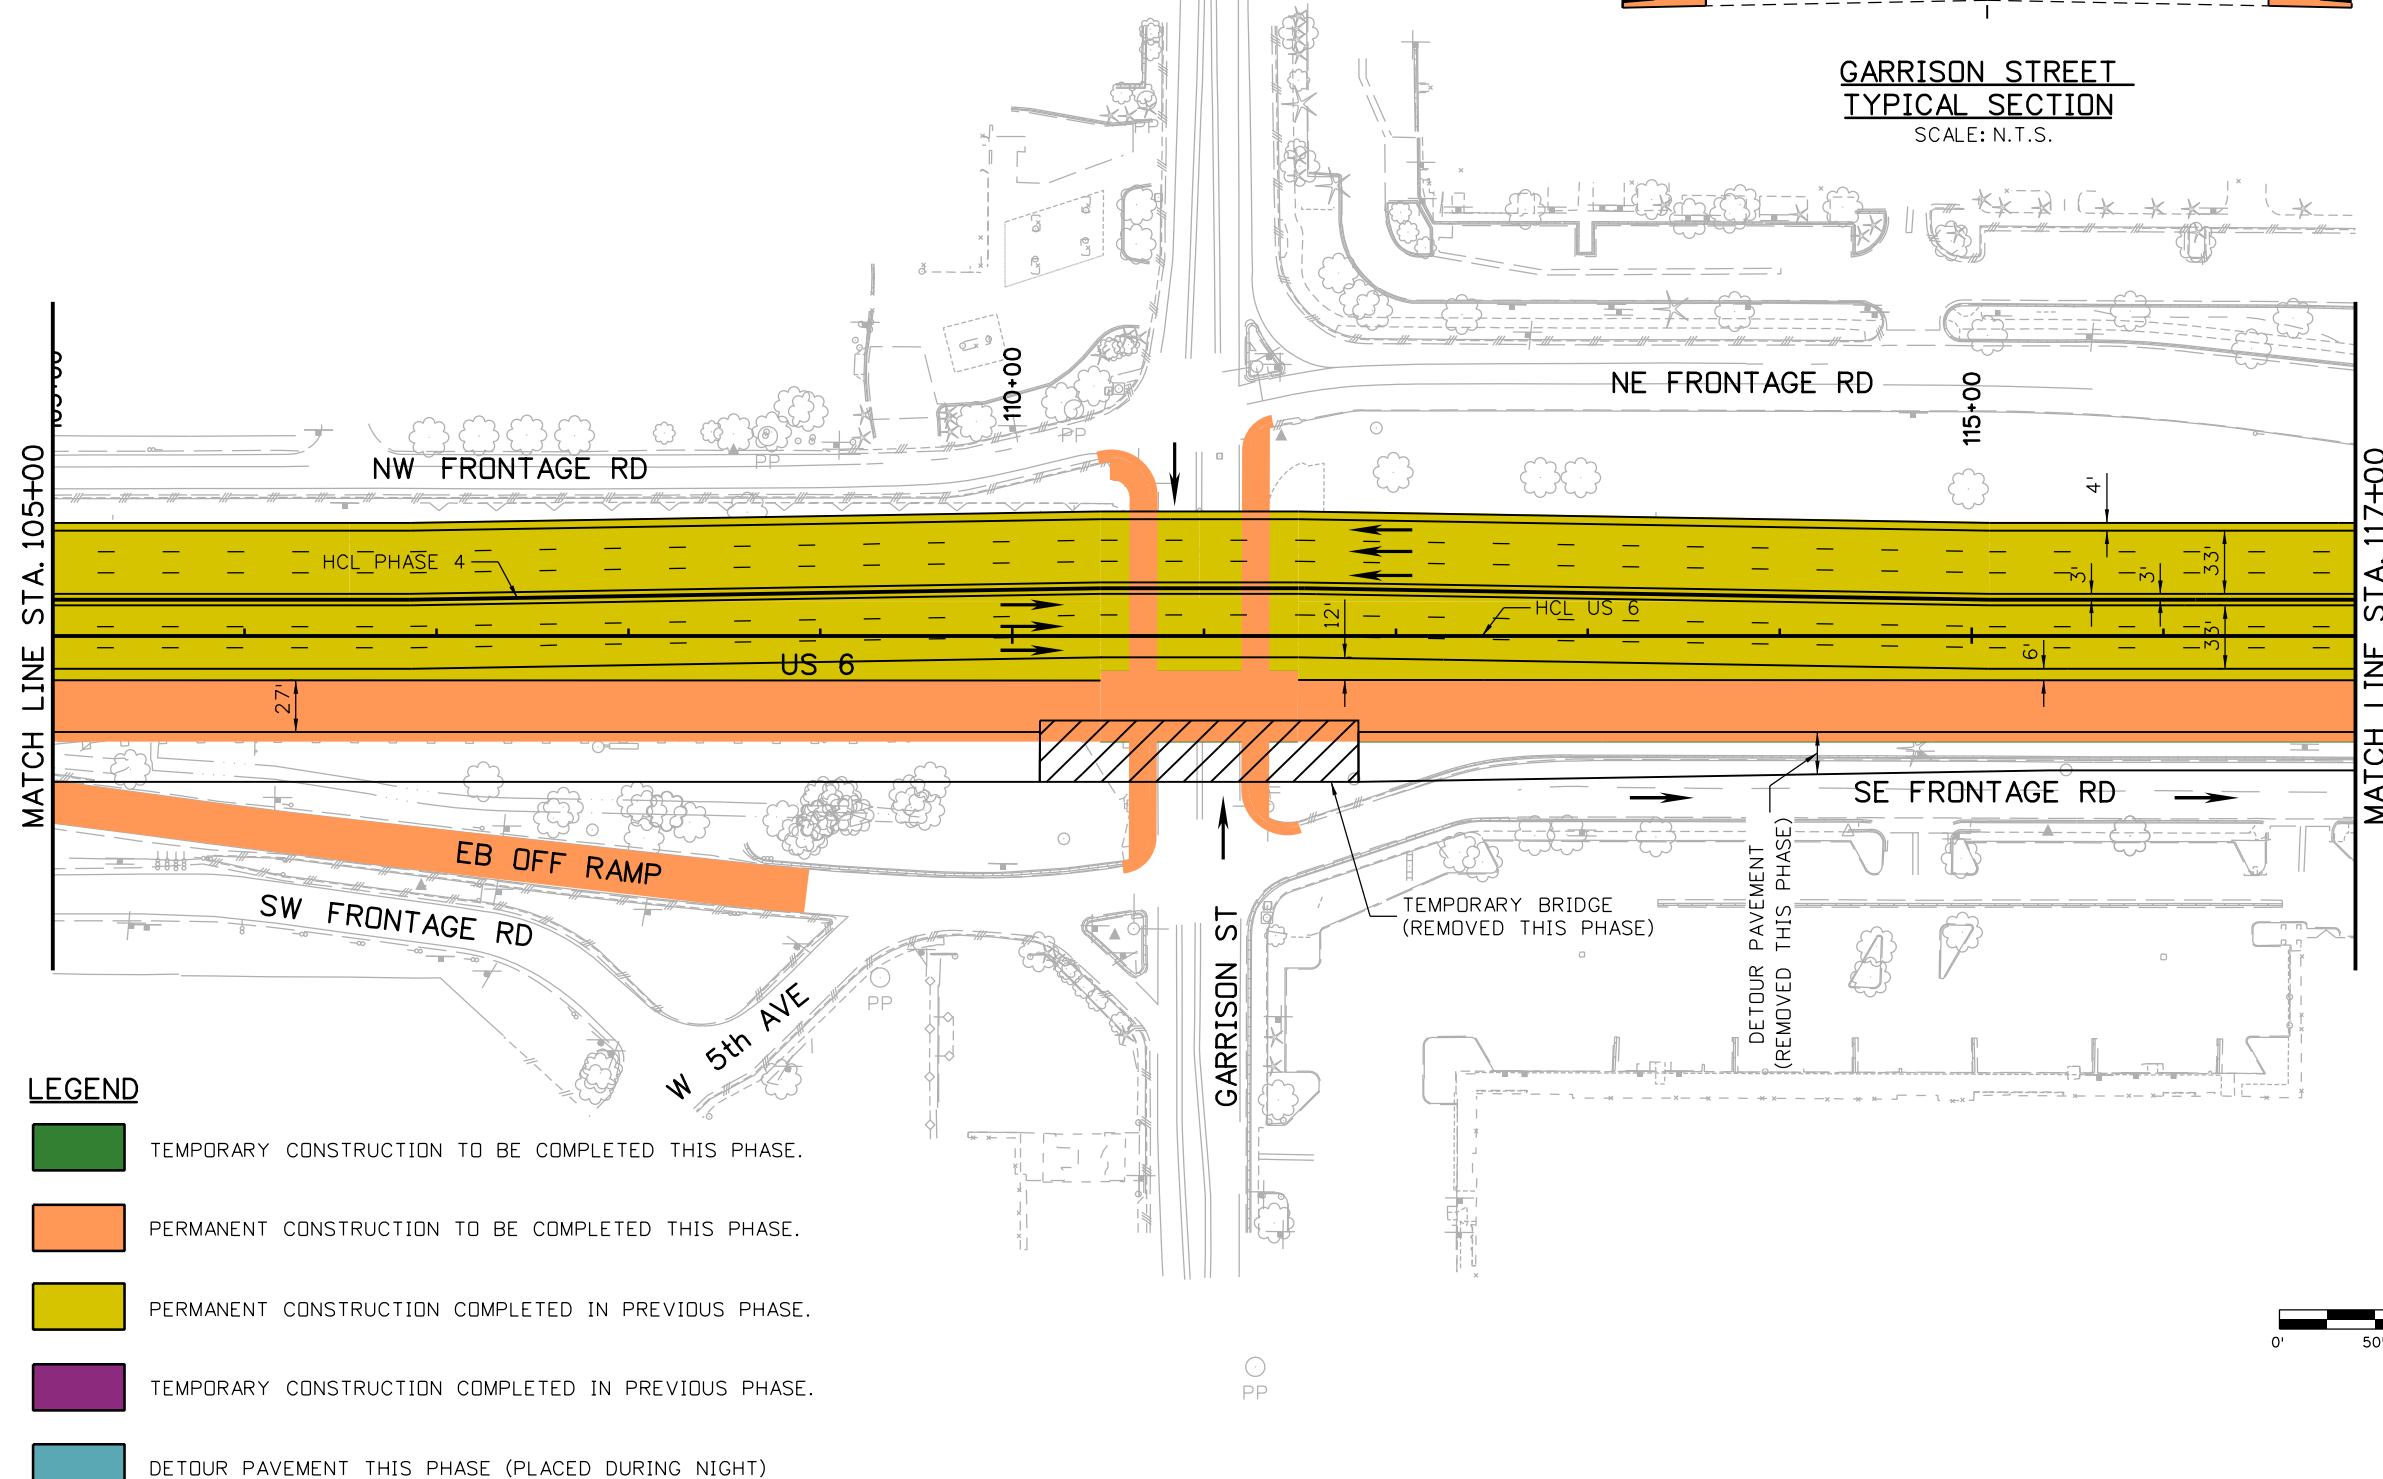 GARRISON STREET
TYPICAL SECTION
SCALE: N.T.S.
PP
NE FRONTAGE RD
110+00
115+00
PP
PP
NW FRONTAGE RD
MATCH LINE STA. 105+00
MATCH LINE STA. 117+00
4'
HCL PHASE 4
33'
3'
3'
HCL US 6
12'
33'
6'
US 6
27'
SE FRONTAGE RD
EB OFF RAMP
SW FRONTAGE RD
TEMPORARY BRIDGE
(REMOVED THIS PHASE)
DETOUR PAVEMENT
(REMOVED THIS PHASE)
GARRISON ST
PP
W 5th AVE
LEGEND
TEMPORARY CONSTRUCTION TO BE COMPLETED THIS PHASE.
PERMANENT CONSTRUCTION TO BE COMPLETED THIS PHASE.
PERMANENT CONSTRUCTION COMPLETED IN PREVIOUS PHASE.
0'
50'
TEMPORARY CONSTRUCTION COMPLETED IN PREVIOUS PHASE.
PP
DETOUR PAVEMENT THIS PHASE (PLACED DURING NIGHT)